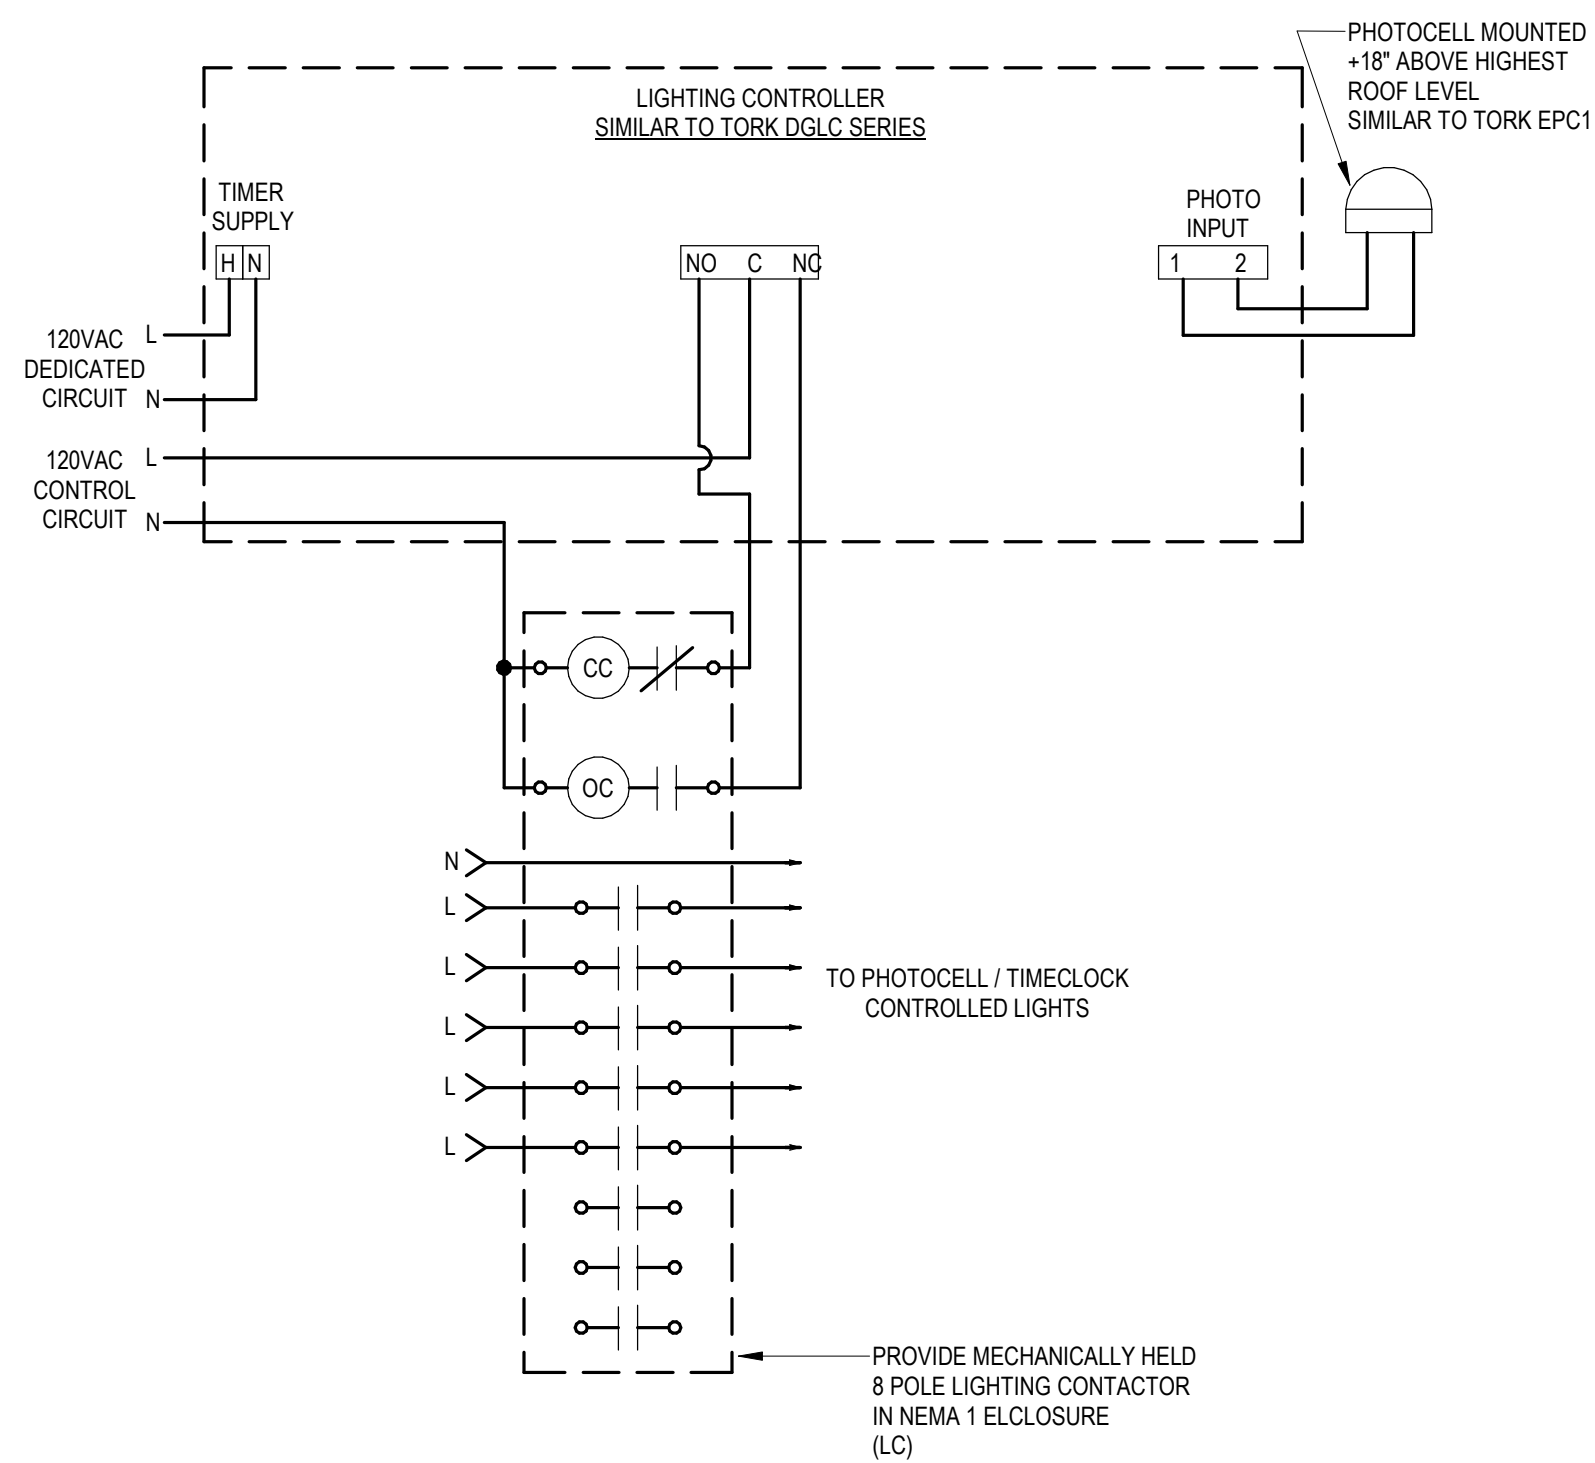 PHOTOCELL MOUNTED
+18" ABOVE HIGHEST
ROOF LEVEL
SIMILAR TO TORK EPC1
LIGHTING CONTROLLER
SIMILAR TO TORK DGLC SERIES
TIMER
SUPPLY
H N
NO C NC
PHOTO
INPUT
1 2
120VAC L
DEDICATED
CIRCUIT N
120VAC L
CONTROL
CIRCUIT N
CC
OC
N
L
L
TO PHOTOCELL / TIMECLOCK
CONTROLLED LIGHTS
L
L
L
PROVIDE MECHANICALLY HELD
8 POLE LIGHTING CONTACTOR
IN NEMA 1 ELCLOSURE
(LC)